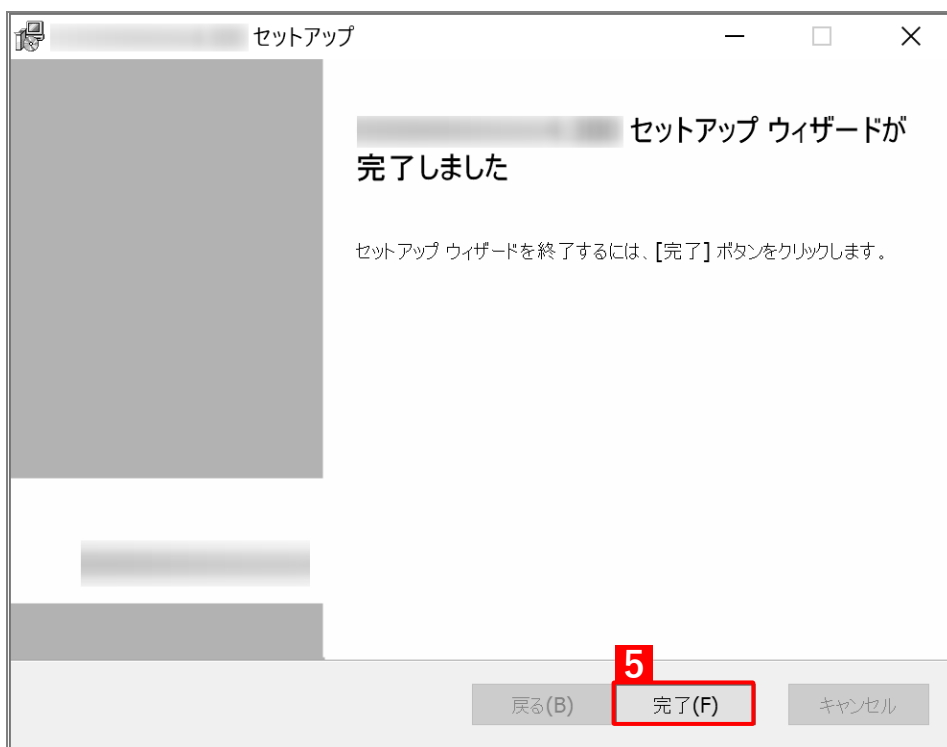 セットアップ
セットアップ ウィザードが
完了しました
セットアップ ウィザードを終了するには、[完了] ボタンをクリックします。
5
戻る(B) 完了(F) キャンセル